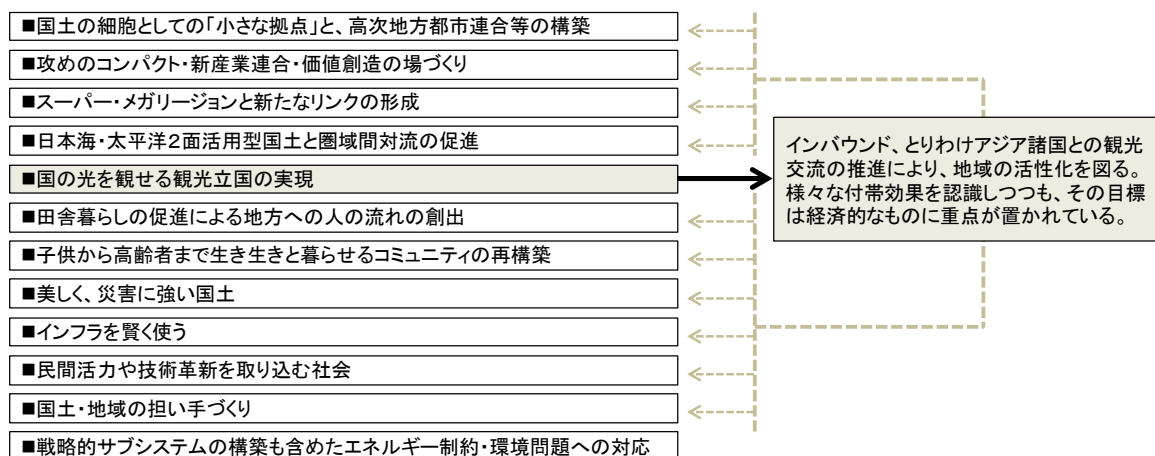 ■国土の細胞としての「小さな拠点」と、高次地方都市連合等の構築
■攻めのコンパクト・新産業連合・価値創造の場づくり
■スーパー・メガリージョンと新たなリンクの形成
■日本海・太平洋２面活用型国土と圏域間対流の促進
■国の光を観せる観光立国の実現
■田舎暮らしの促進による地方への人の流れの創出
■子供から高齢者まで生き生きと暮らせるコミュニティの再構築
■美しく、災害に強い国土
■インフラを賢く使う
■民間活力や技術革新を取り込む社会
■国土・地域の担い手づくり
■戦略的サブシステムの構築も含めたエネルギー制約・環境問題への対応
インバウンド、とりわけアジア諸国との観光
交流の推進により、地域の活性化を図る。
様々な付帯効果を認識しつつも、その目標
は経済的なものに重点が置かれている。